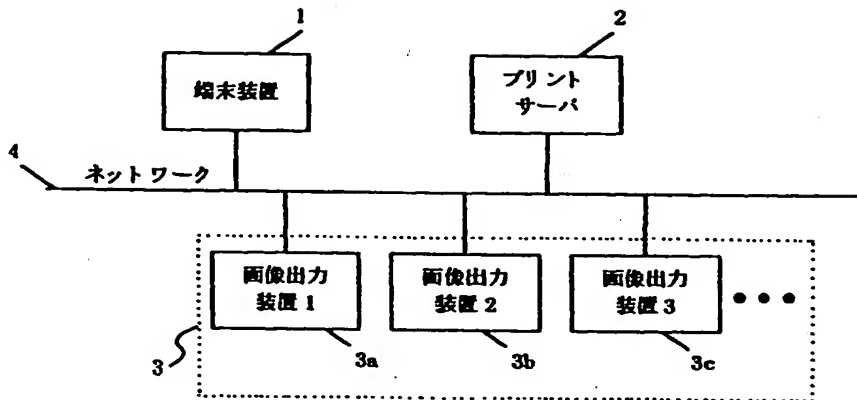 1
2
端末装置
プリント
サーバ
4
ネットワーク
画像出力
装置1
画像出力
装置2
画像出力
装置3
3
3a
3b
3c